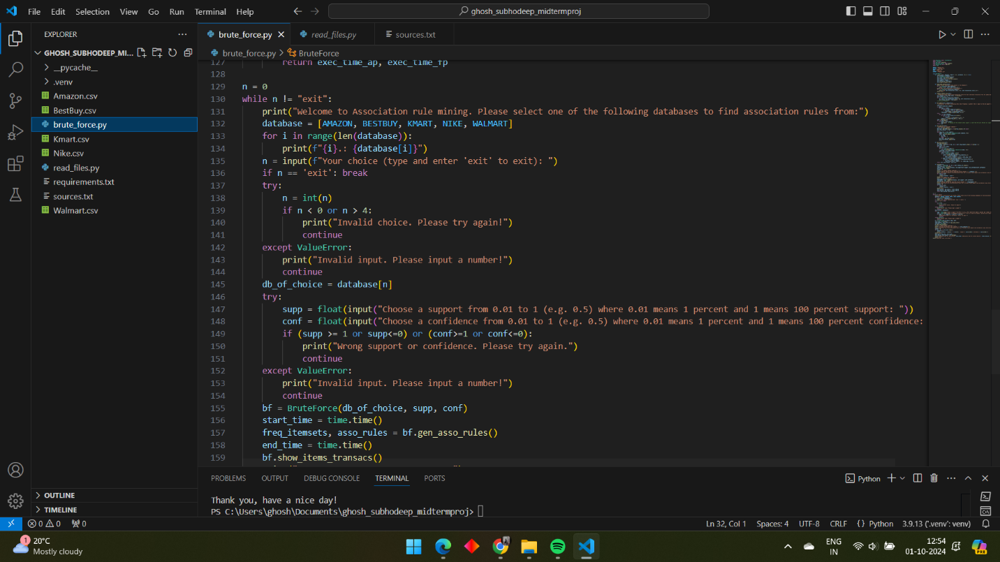 File Edit Selection View Go Run Terminal Help
ghosh_subhodeep_midtermproj
EXPLORER
GHOSH_SUBHODEEP_MI...
__pycache__
.venv
Amazon.csv
BestBuy.csv
brute_force.py
Kmart.csv
Nike.csv
read_files.py
requirements.txt
sources.txt
Walmart.csv
OUTLINE
TIMELINE
brute_force.py read_files.py sources.txt
brute_force.py > BruteForce
127 return exec_time_ap, exec_time_fp
128
129 n = 0
130 while n != "exit":
131 print("Welcome to Association rule mining. Please select one of the following databases to find association rules from:")
132 database = [AMAZON, BESTBUY, KMART, NIKE, WALMART]
133 for i in range(len(database)):
134 print(f"{i}.: {database[i]}")
135 n = input(f"Your choice (type and enter 'exit' to exit): ")
136 if n == 'exit': break
137 try:
138 n = int(n)
139 if n < 0 or n > 4:
140 print("Invalid choice. Please try again!")
141 continue
142 except ValueError:
143 print("Invalid input. Please input a number!")
144 continue
145 db_of_choice = database[n]
146 try:
147 supp = float(input("Choose a support from 0.01 to 1 (e.g. 0.5) where 0.01 means 1 percent and 1 means 100 percent support: "))
148 conf = float(input("Choose a confidence from 0.01 to 1 (e.g. 0.5) where 0.01 means 1 percent and 1 means 100 percent confidence:
149 if (supp >= 1 or supp<=0) or (conf>=1 or conf<=0):
150 print("Wrong support or confidence. Please try again.")
151 continue
152 except ValueError:
153 print("Invalid input. Please input a number!")
154 continue
155 bf = BruteForce(db_of_choice, supp, conf)
156 start_time = time.time()
157 freq_itemsets, asso_rules = bf.gen_asso_rules()
158 end_time = time.time()
159 bf.show_items_transacs()
PROBLEMS OUTPUT DEBUG CONSOLE TERMINAL PORTS
Python
Thank you, have a nice day!
PS C:\Users\ghosh\Documents\ghosh_subhodeep_midtermproj>
0 0 0
Ln 32, Col 1 Spaces: 4 UTF-8 CRLF {} Python 3.9.13 ('.venv': venv)
1
20°C
Mostly cloudy
ENG
IN
12:54
01-10-2024
PRE